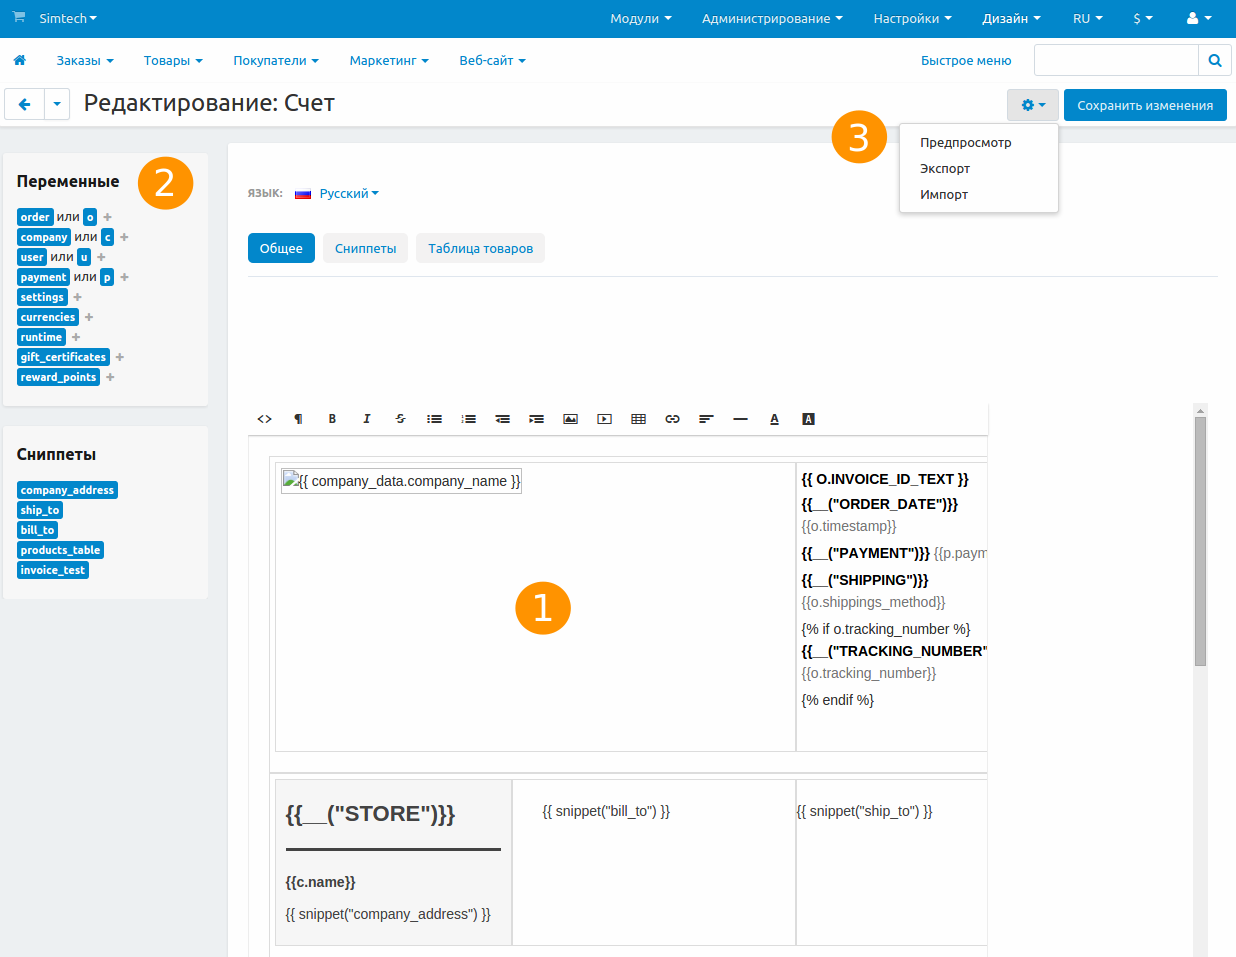 Simtech Модули Администрирование Настройки Дизайн RU $
Заказы Товары Покупатели Маркетинг Веб-сайт Быстрое меню
Редактирование: Счет Сохранить изменения
3
Предпросмотр
Экспорт
Импорт
Переменные 2
order или o +
company или c +
user или u +
payment или p +
settings +
currencies +
runtime +
gift_certificates +
reward_points +
Сниппеты
company_address
ship_to
bill_to
products_table
invoice_test
ЯЗЫК: Русский
Общее Сниппеты Таблица товаров
{{ company_data.company_name }}
{{ O.INVOICE_ID_TEXT }}
{{__("ORDER_DATE")}}
{{o.timestamp}}
{{__("PAYMENT")}} {{p.paym
{{__("SHIPPING")}}
{{o.shippings_method}}
{% if o.tracking_number %}
{{__("TRACKING_NUMBER"
{{o.tracking_number}}
{% endif %}
1
{{__("STORE")}}
{{c.name}}
{{ snippet("company_address") }}
{{ snippet("bill_to") }}
{{ snippet("ship_to") }}